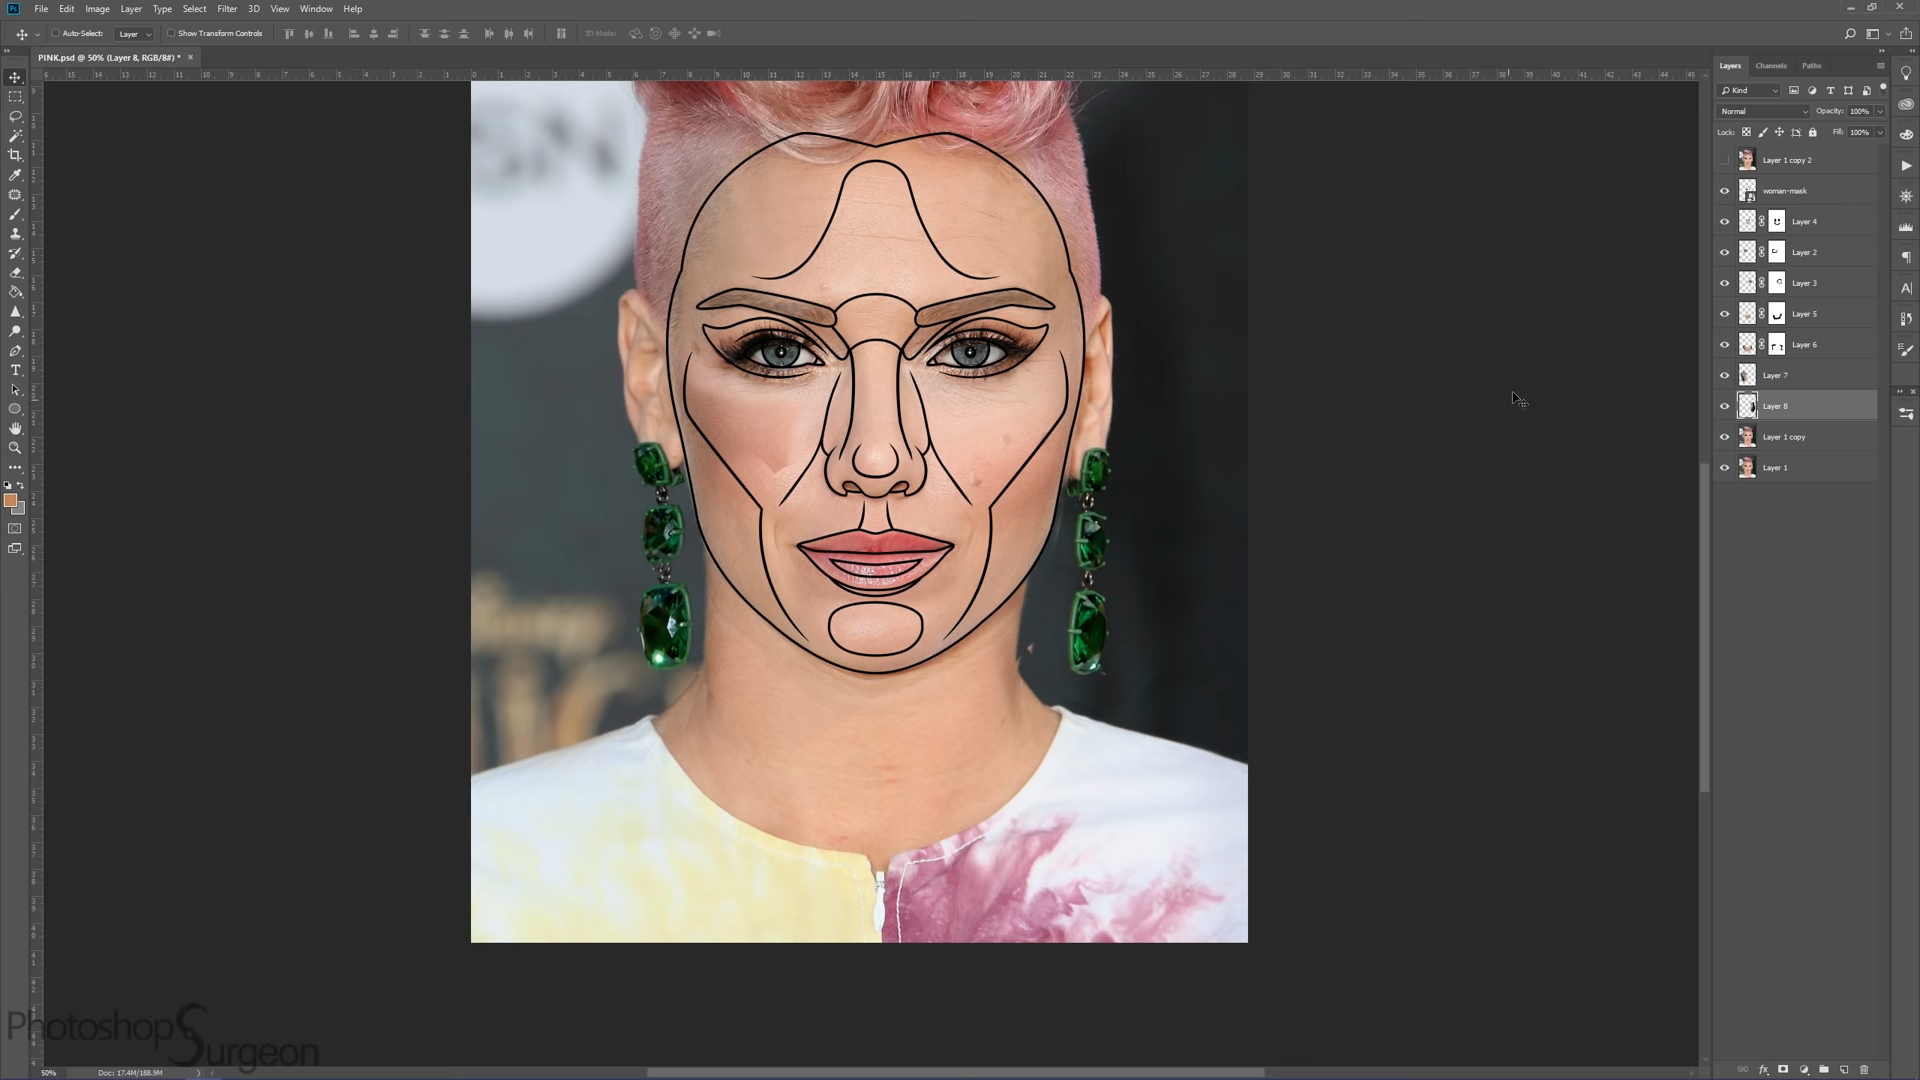 File Edit Image Layer Type Select Filter 3D View Window Help
Auto-Select: Layer Show Transform Controls 3D Mode:
PINK.psd @ 50% (Layer 8, RGB/8#) *
Layers Channels Paths
Kind
Normal Opacity: 100%
Lock: Fill: 100%
Layer 1 copy 2
woman-mask
Layer 4
Layer 2
Layer 3
Layer 5
Layer 6
Layer 7
Layer 8
Layer 1 copy
Layer 1
Photoshop
Surgeon
50% Doc: 17.4M/188.9M